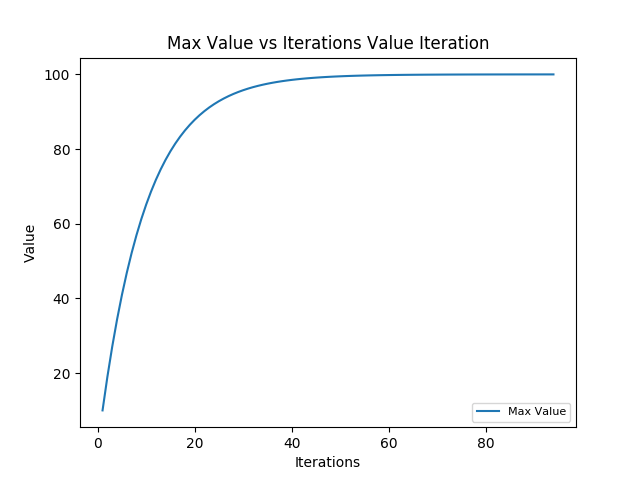 Max Value vs Iterations Value Iteration
Value
100
80
60
40
20
0 20 40 60 80
Iterations
Max Value